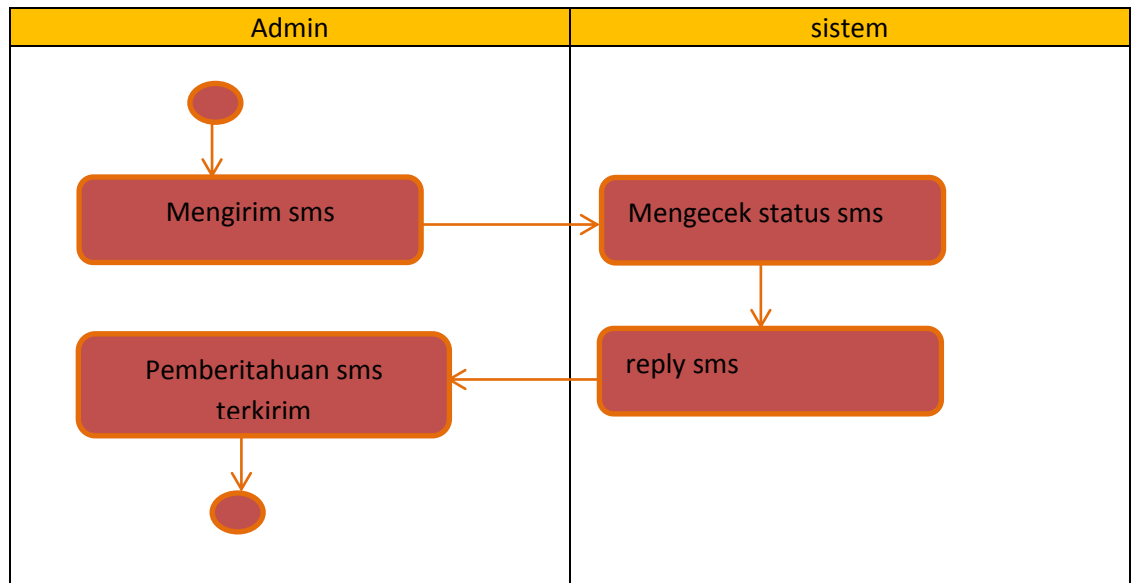 Admin
sistem
Mengirim sms
Mengecek status sms
Pemberitahuan sms
terkirim
reply sms